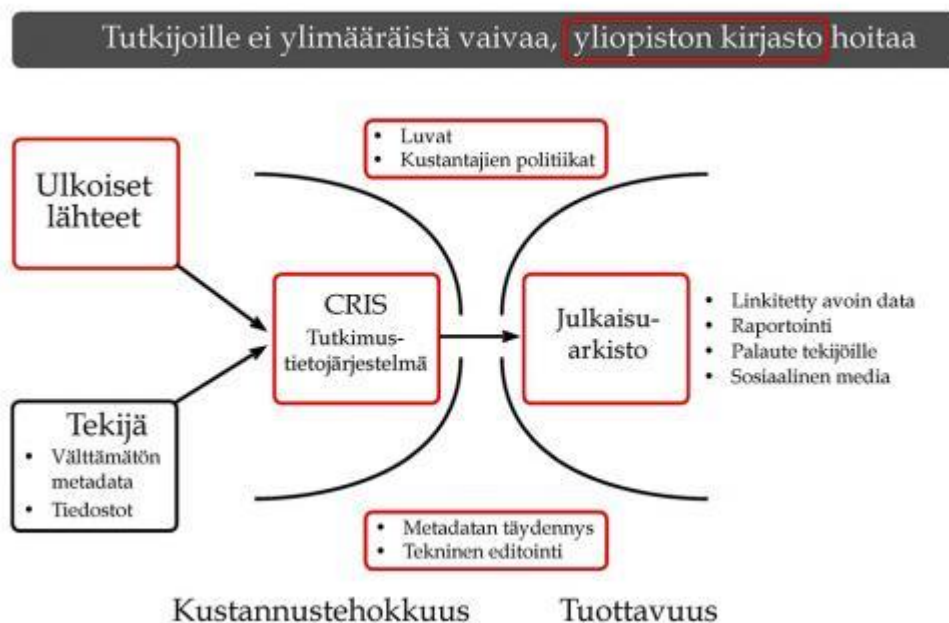 Tutkijoille ei ylimääräistä vaivaa, yliopiston kirjasto hoitaa
• Luvat
• Kustantajien politiikat
Ulkoiset
lähteet
CRIS
Tutkimus-
tietojärjestelmä
Julkaisu-
arkisto
• Linkitetty avoin data
• Raportointi
• Palaute tekijöille
• Sosiaalinen media
Tekijä
• Välttämätön
metadata
• Tiedostot
• Metadatan täydennys
• Tekninen editointi
Kustannustehokkuus
Tuottavuus